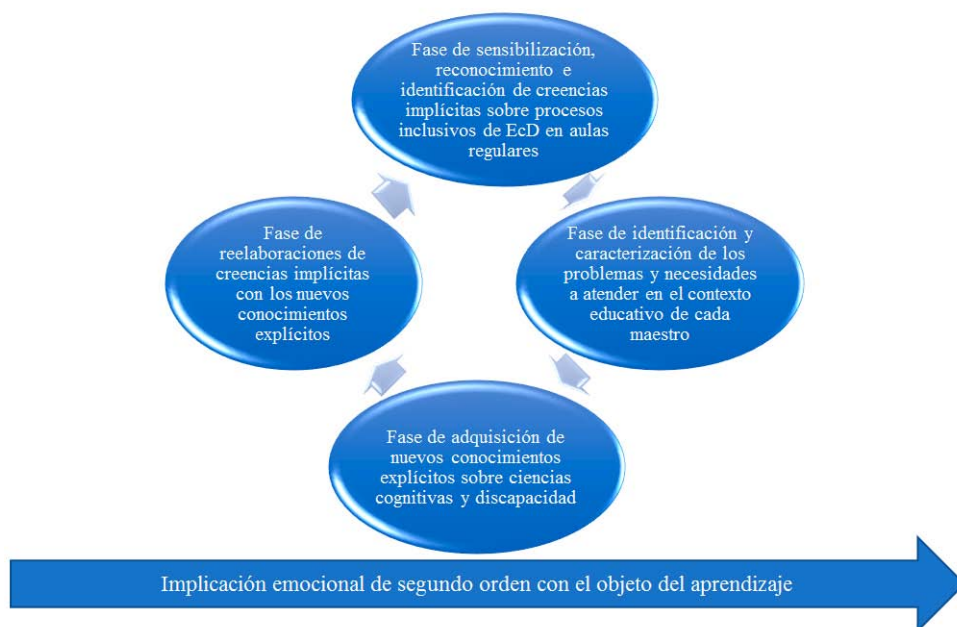 Fase de sensibilización,
reconocimiento e
identificación de creencias
implícitas sobre procesos
inclusivos de EcD en aulas
regulares
Fase de identificación y
caracterización de los
problemas y necesidades
a atender en el contexto
educativo de cada
maestro
Fase de adquisición de
nuevos conocimientos
explícitos sobre ciencias
cognitivas y discapacidad
Fase de
reelaboraciones de
creencias implícitas
con los nuevos
conocimientos
explícitos
Implicación emocional de segundo orden con el objeto del aprendizaje